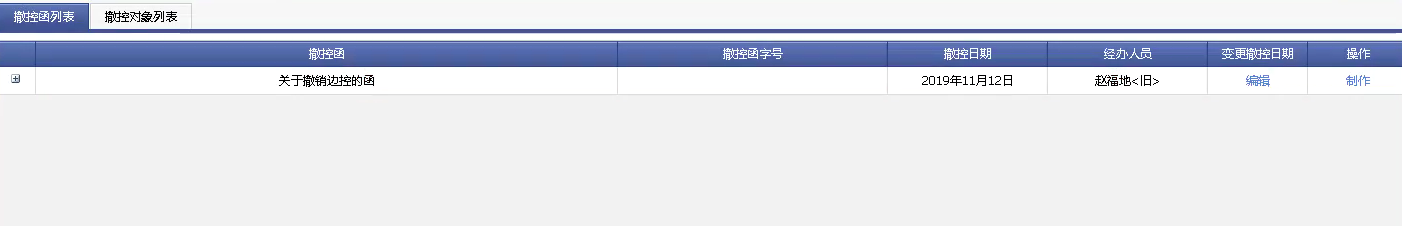 撤控函列表 撤控对象列表
撤控函 撤控函字号 撤控日期 经办人员 变更撤控日期 操作
关于撤销边控的函 2019年11月12日 赵福地<旧> 编辑 制作